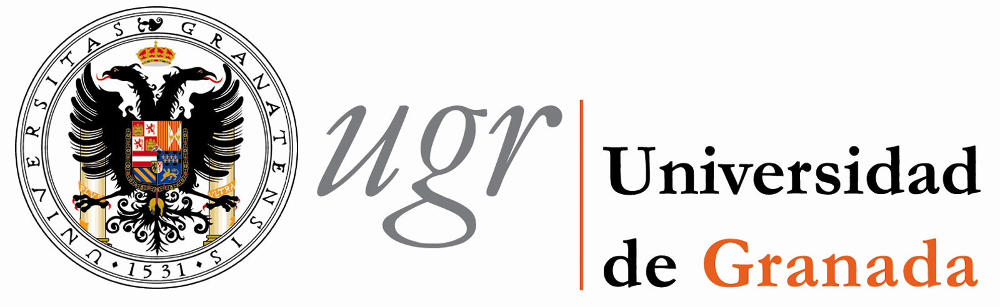 UNIVERSITAS GRANATENSIS
1531
PLVS
VLTRA
ugr
Universidad
de Granada